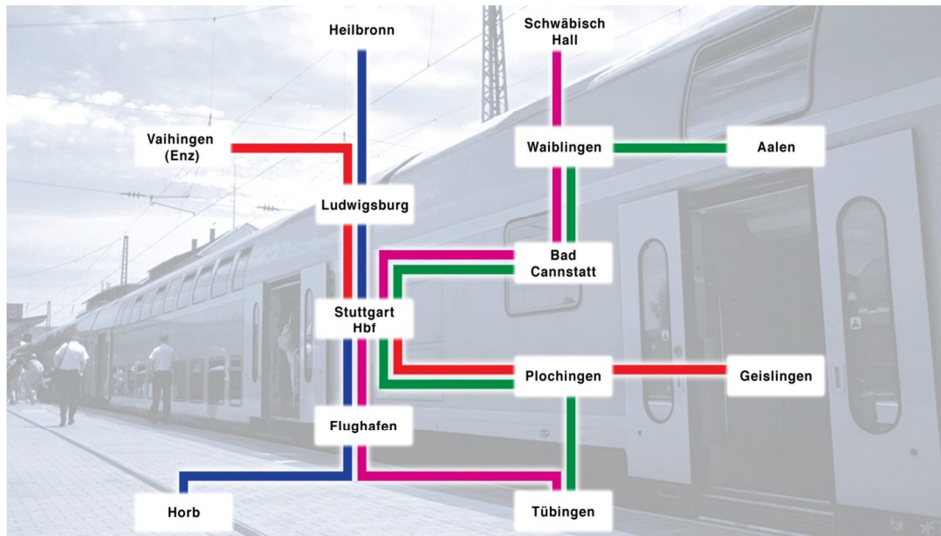 Heilbronn
Schwäbisch
Hall
Vaihingen
(Enz)
Waiblingen
Aalen
Ludwigsburg
Bad
Cannstatt
Stuttgart
Hbf
Plochingen
Geislingen
Flughafen
Horb
Tübingen